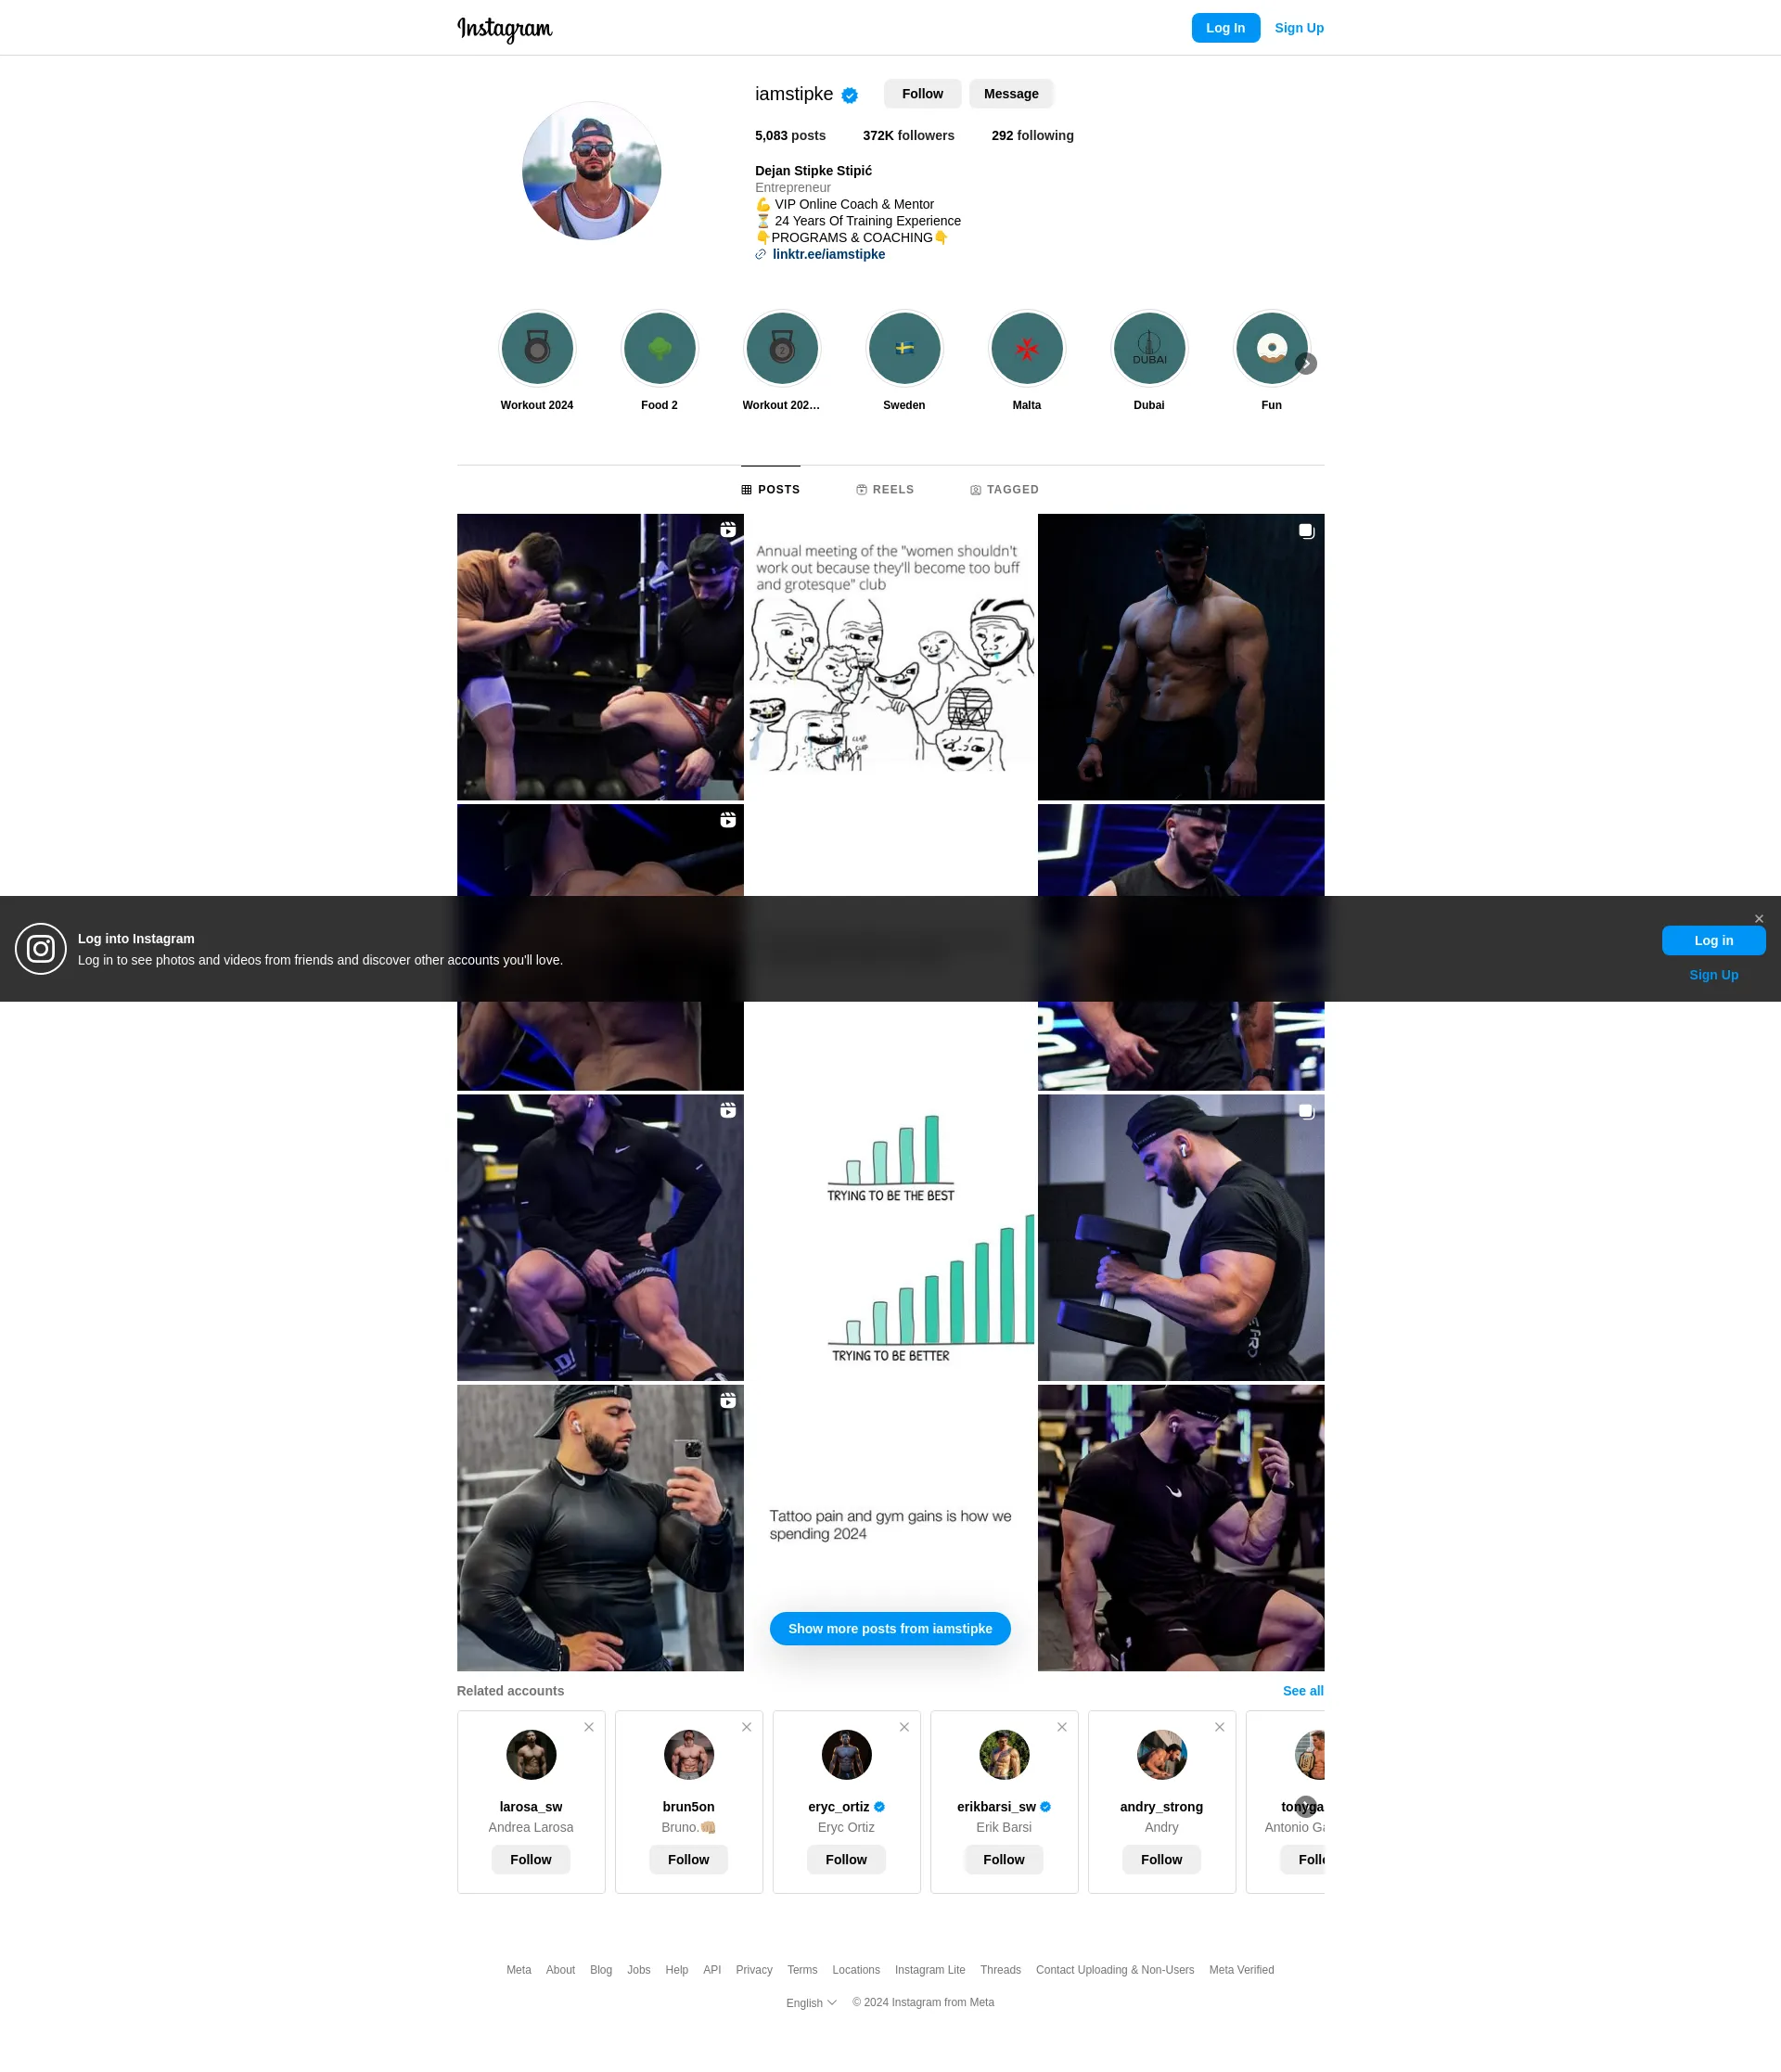 Instagram
Log In
Sign Up
iamstipke
Follow
Message
5,083 posts
372K followers
292 following
Dejan Stipke Stipić
Entrepreneur
💪 VIP Online Coach & Mentor
⏳ 24 Years Of Training Experience
👇PROGRAMS & COACHING👇
linktr.ee/iamstipke
2
DUBAI
Workout 2024
Food 2
Workout 202…
Sweden
Malta
Dubai
Fun
POSTS
REELS
TAGGED
Annual meeting of the "women shouldn't
work out because they'll become too buff
and grotesque" club
CLAP
CLAP
Log into Instagram
Log in to see photos and videos from friends and discover other accounts you'll love.
Log in
Sign Up
TRYING TO BE THE BEST
TRYING TO BE BETTER
Tattoo pain and gym gains is how we
spending 2024
Show more posts from iamstipke
Related accounts
See all
larosa_sw
Andrea Larosa
Follow
brun5on
Bruno.👊🏼
Follow
eryc_ortiz
Eryc Ortiz
Follow
erikbarsi_sw
Erik Barsi
Follow
andry_strong
Andry
Follow
Antonio
Meta
About
Blog
Jobs
Help
API
Privacy
Terms
Locations
Instagram Lite
Threads
Contact Uploading & Non-Users
Meta Verified
English
© 2024 Instagram from Meta